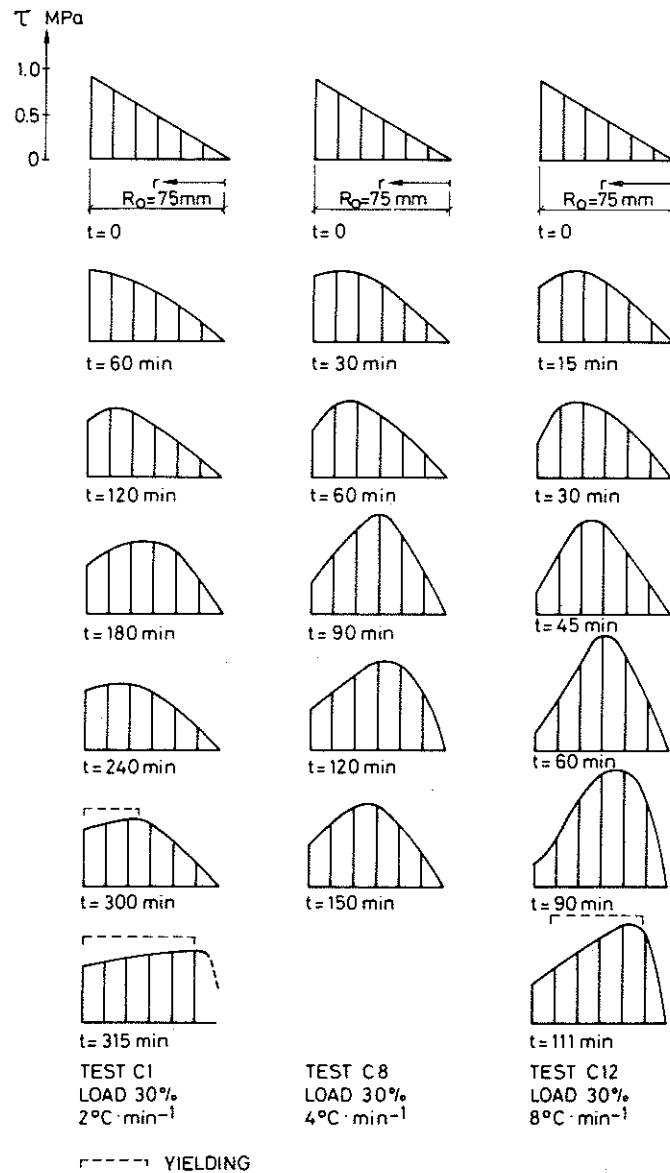 τ MPa
1.0
0.5
0
r
R₀=75mm
t=0
r
R₀=75mm
t=0
r
R₀=75 mm
t=0
t=60 min
t=30 min
t=15 min
t=120 min
t=60 min
t=30 min
t=180 min
t=90 min
t=45 min
t=240 min
t=120 min
t=60 min
t=300 min
t=150 min
t=90 min
t=315 min
t=111 min
TEST C1
LOAD 30%
2°C·min⁻¹
TEST C8
LOAD 30%
4°C·min⁻¹
TEST C12
LOAD 30%
8°C·min⁻¹
YIELDING